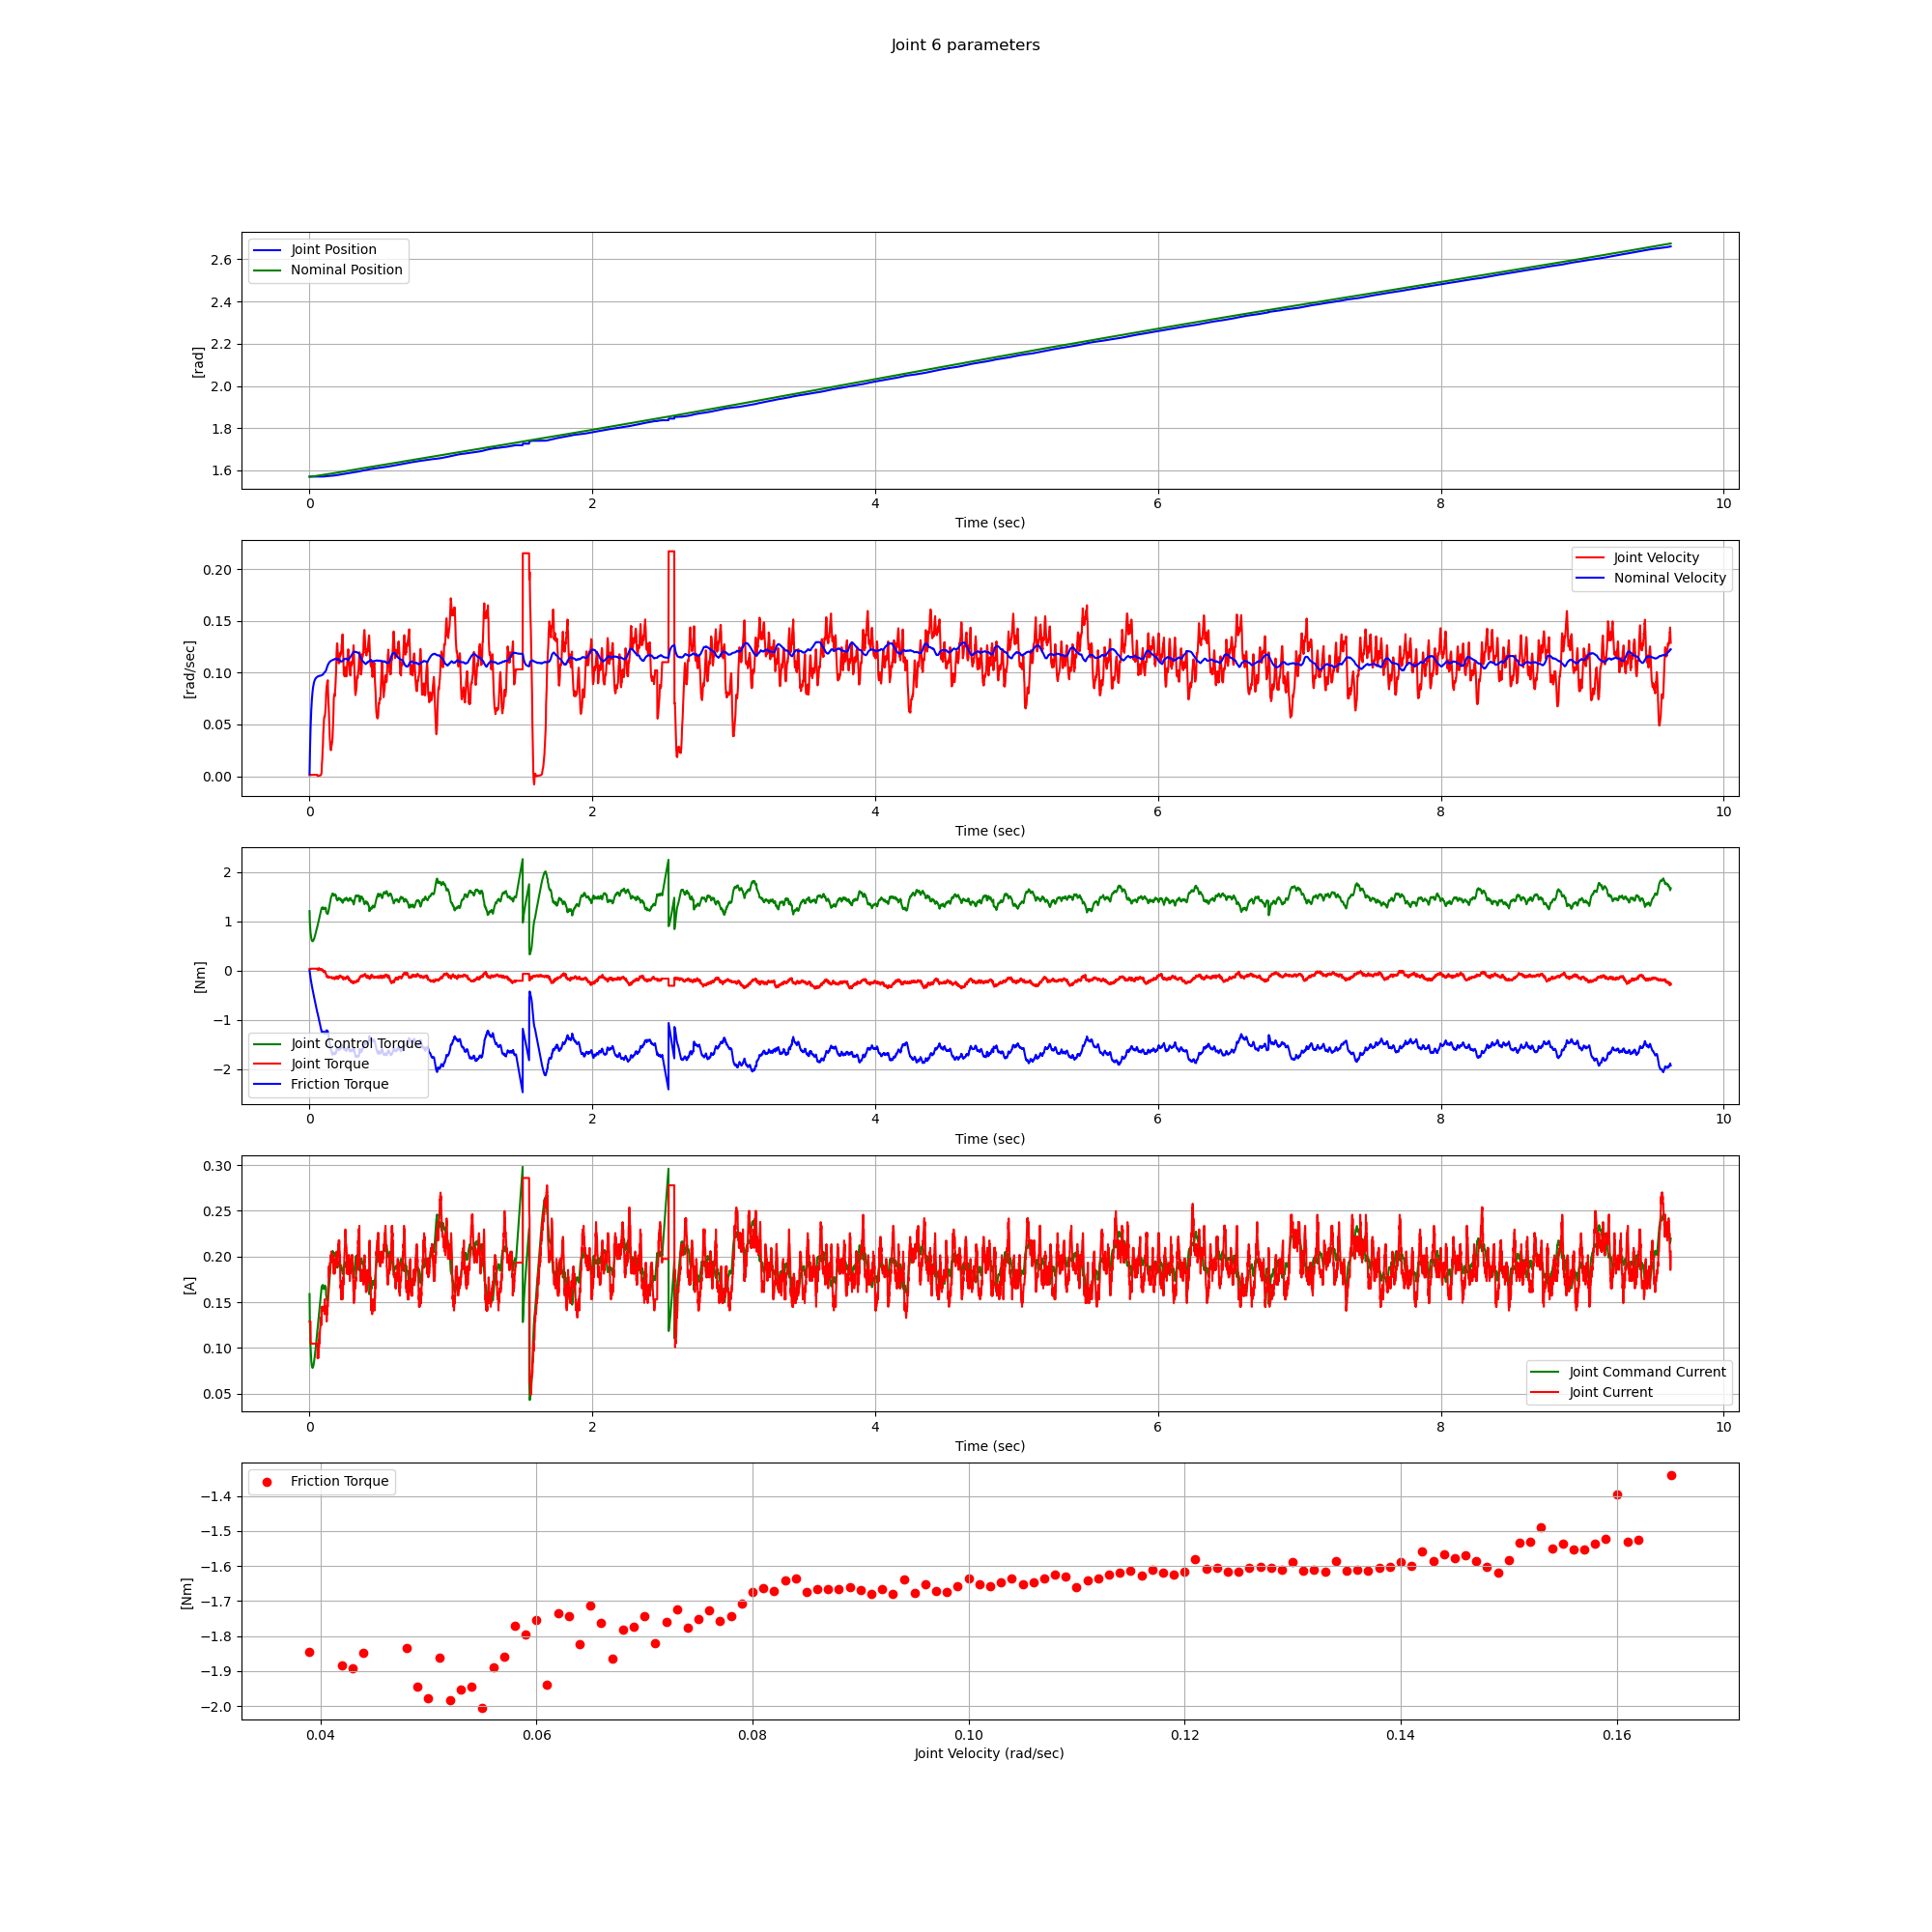 Joint 6 parameters
Joint Position
Nominal Position
[rad]
2.6
2.4
2.2
2.0
1.8
1.6
0 2 4 6 8 10
Time (sec)
Joint Velocity
Nominal Velocity
[rad/sec]
0.20
0.15
0.10
0.05
0.00
0 2 4 6 8 10
Time (sec)
[Nm]
2
1
0
−1
−2
Joint Control Torque
Joint Torque
Friction Torque
0 2 4 6 8 10
Time (sec)
[A]
0.30
0.25
0.20
0.15
0.10
0.05
Joint Command Current
Joint Current
0 2 4 6 8 10
Time (sec)
Friction Torque
[Nm]
−1.4
−1.5
−1.6
−1.7
−1.8
−1.9
−2.0
0.04 0.06 0.08 0.10 0.12 0.14 0.16
Joint Velocity (rad/sec)